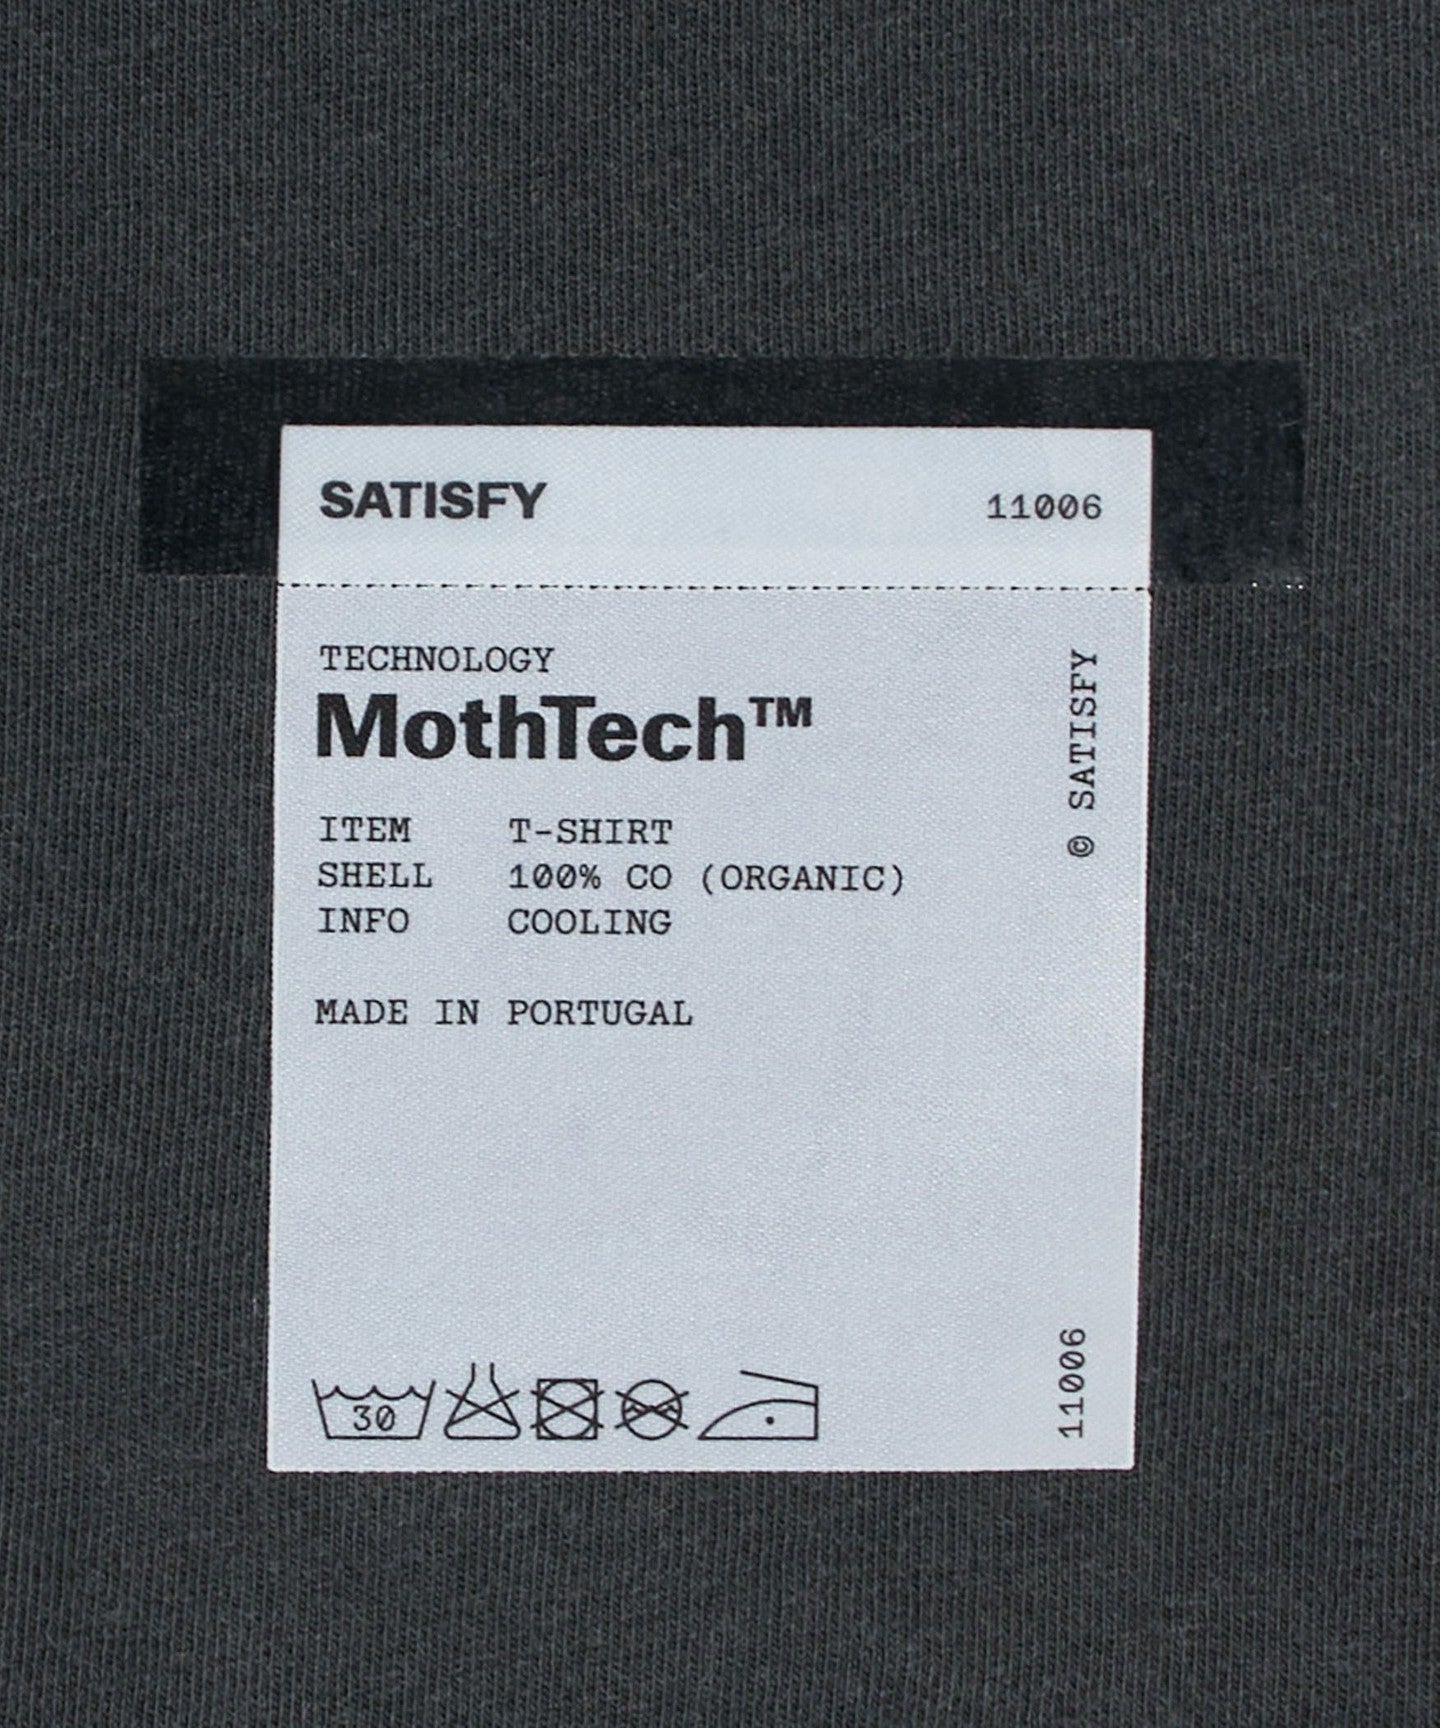 SATISFY 11006
TECHNOLOGY
MothTech™
ITEM T-SHIRT
SHELL 100% CO (ORGANIC)
INFO COOLING
MADE IN PORTUGAL
© SATISFY
30
11006